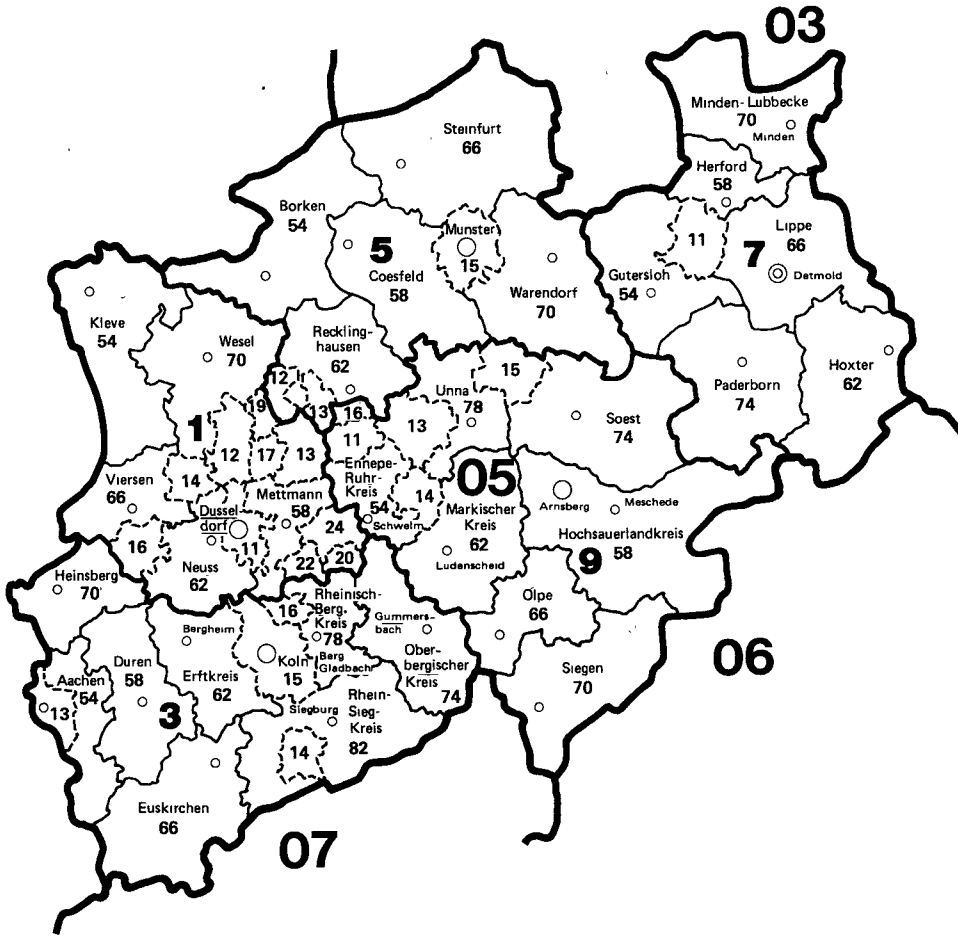 03
Minden-Lubbecke
70
Minden
Steinfurt
66
Herford
58
Borken
54
Munster
15
5
Coesfeld
58
11
Lippe
66
7
Detmold
Gutersloh
54
Warendorf
70
Kleve
54
Wesel
70
Reckling-
hausen
62
12
13
Unna
78
15
Soest
74
Paderborn
74
Hoxter
62
19
16
13
11
1
12
17
13
Ennepe-
Ruhr-
Kreis
54
Schwelm
14
05
Markischer
Kreis
62
Ludenscheid
Arnsberg
Meschede
Hochsauerlandkreis
58
9
Viersen
66
14
Mettmann
58
Dussel
dorf
11
24
22
20
16
Neuss
62
Heinsberg
70
Olpe
66
06
Siegen
70
Rheinisch-
Berg.
Kreis
78
16
Gummers-
bach
Ober-
bergischer
Kreis
74
Bergheim
Koln
15
Berg
Gladbach
Erftkreis
62
Duren
58
Aachen
54
13
3
Siegburg
Rhein-
Sieg-
Kreis
82
14
Euskirchen
66
07